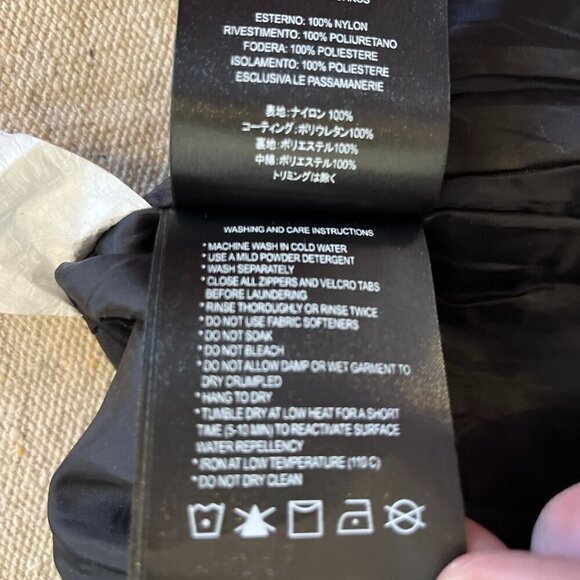 ESTERNO: 100% NYLON
RIVESTIMENTO: 100% POLIURETANO
FODERA: 100% POLIESTERE
ISOLAMENTO: 100% POLIESTERE
ESCLUSIVA LE PASSAMANERIE
裏地:ナイロン 100%
コーティング:ポリウレタン100%
裏地:ポリエステル 100%
中綿:ポリエステル 100%
トリミングは除く
WASHING AND CARE INSTRUCTIONS
* MACHINE WASH IN COLD WATER
* USE A MILD POWDER DETERGENT
* WASH SEPARATELY
* CLOSE ALL ZIPPERS AND VELCRO TABS
BEFORE LAUNDERING
* RINSE THOROUGHLY OR RINSE TWICE
* DO NOT USE FABRIC SOFTENERS
* DO NOT SOAK
* DO NOT BLEACH
* DO NOT ALLOW DAMP OR WET GARMENT TO
DRY CRUMPLED
* HANG TO DRY
* TUMBLE DRY AT LOW HEAT FOR A SHORT
TIME (5-10 MIN) TO REACTIVATE SURFACE
WATER REPELLENCY
* IRON AT LOW TEMPERATURE (110 C)
* DO NOT DRY CLEAN